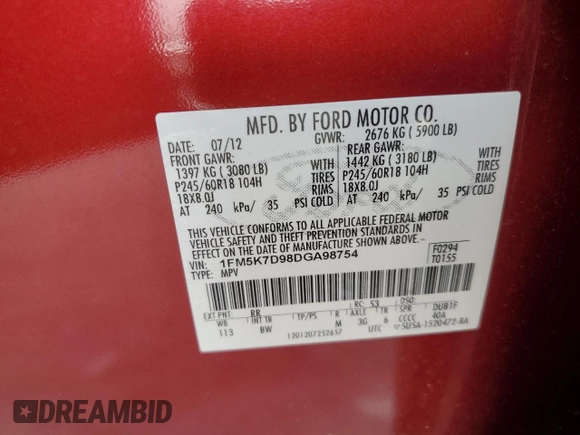 MFD. BY FORD MOTOR CO.
DATE: 07/12 GVWR: 2676 KG ( 5900 LB)
FRONT GAWR: REAR GAWR:
1397 KG ( 3080 LB) WITH 1442 KG ( 3180 LB) WITH
P245/60R18 104H TIRES P245/60R18 104H TIRES
18X8.0J RIMS 18X8.0J RIMS
AT 240 kPa/ 35 PSI COLD AT 240 kPa/ 35 PSI COLD
THIS VEHICLE CONFORMS TO ALL APPLICABLE FEDERAL MOTOR
VEHICLE SAFETY BUMPER, AND THEFT PREVENTION STANDARDS IN
EFFECT ON THE DATE OF MANUFACTURE SHOWN ABOVE.
VIN: 1FM5K7D98DGA98754
TYPE: MPV
F0294
T0155
EXT PNT: RR RC: 53 DSO:
WB INT TR TP/PS R AXLE TR SPR DUB1F
113 BW M 3G 6 CCCC 40A
1201207252657 UTC 5U5A-1520472-BA
Ford
DREAMBID